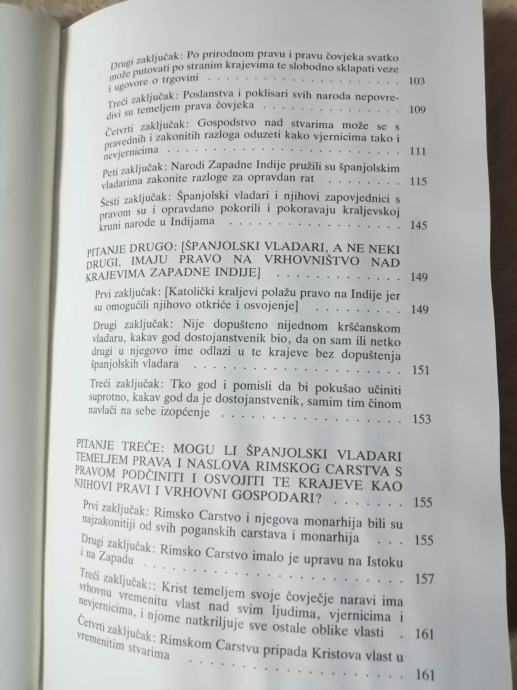 Drugi zaključak: Po prirodnom pravu i pravu čovjeka svatko
može putovati po stranim krajevima te slobodno sklapati veze
i ugovore o trgovini . . . . . . . . . . . . . . . . 103
Treći zaključak: Poslanstva i poklisari svih naroda nepovre-
divi su temeljem prava čovjeka . . . . . . . . . . . 109
Četvrti zaključak: Gospodstvo nad stvarima može se s
pravednih i zakonitih razloga oduzeti kako vjernicima tako i
nevjernicima . . . . . . . . . . . . . . . . . . . 111
Peti zaključak: Narodi Zapadne Indije pružili su španjolskim
vladarima zakonite razloge za opravdan rat . . . . . . . 115
Šesti zaključak: Španjolski vladari i njihovi zapovjednici s
pravom su i opravdano pokorili i pokoravaju kraljevskoj
kruni narode u Indijama . . . . . . . . . . . . . . 145
PITANJE DRUGO: [ŠPANJOLSKI VLADARI, A NE NEKI
DRUGI, IMAJU PRAVO NA VRHOVNIŠTVO NAD
KRAJEVIMA ZAPADNE INDIJE] . . . . . . . . . . . 149
Prvi zaključak: [Katolički kraljevi polažu pravo na Indije jer
su omogućili njihovo otkriće i osvojenje] . . . . . . . . 149
Drugi zaključak: Nije dopušteno nijednom kršćanskom
vladaru, kakav god dostojanstvenik bio, da on sam ili netko
drugi u njegovo ime odlazi u te krajeve bez dopuštenja
španjolskih vladara . . . . . . . . . . . . . . . . 151
Treći zaključak: Tko god i pomisli da bi pokušao učiniti
suprotno, kakav god da je dostojanstvenik, samim tim činom
navlači na sebe izopćenje . . . . . . . . . . . . . . 153
PITANJE TREĆE: MOGU LI ŠPANJOLSKI VLADARI
TEMELJEM PRAVA I NASLOVA RIMSKOG CARSTVA S
PRAVOM PODČINITI I OSVOJITI TE KRAJEVE KAO
NJIHOVI PRAVI I VRHOVNI GOSPODARI? . . . . . . . 155
Prvi zaključak: Rimsko Carstvo i njegova monarhija bili su
najzakonitiji od svih poganskih carstava i monarhija . . . 155
Drugi zaključak: Rimsko Carstvo imalo je upravu na Istoku
i na Zapadu . . . . . . . . . . . . . . . . . . . 157
Treći zaključak:: Krist temeljem svoje čovječje naravi ima
vrhovnu vremenitu vlast nad svim ljudima, vjernicima i
nevjernicima, i njome natkriljuje sve ostale oblike vlasti . 161
Četvrti zaključak: Rimskom Carstvu pripada Kristova vlast u
vremenitim stvarima . . . . . . . . . . . . . . . . 161